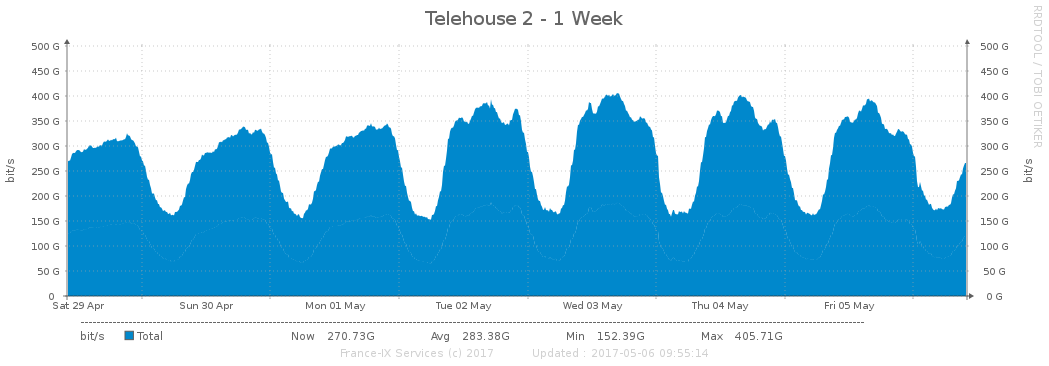 Telehouse 2 - 1 Week
RRDTOOL / TOBI OETIKER
500 G 500 G
450 G 450 G
400 G 400 G
350 G 350 G
300 G 300 G
250 G 250 G
200 G 200 G
150 G 150 G
100 G 100 G
50 G 50 G
0 0 G
bit/s bit/s
Sat 29 Apr Sun 30 Apr Mon 01 May Tue 02 May Wed 03 May Thu 04 May Fri 05 May
bit/s Total Now 270.73G Avg 283.38G Min 152.39G Max 405.71G
France-IX Services (c) 2017 Updated : 2017-05-06 09:55:14